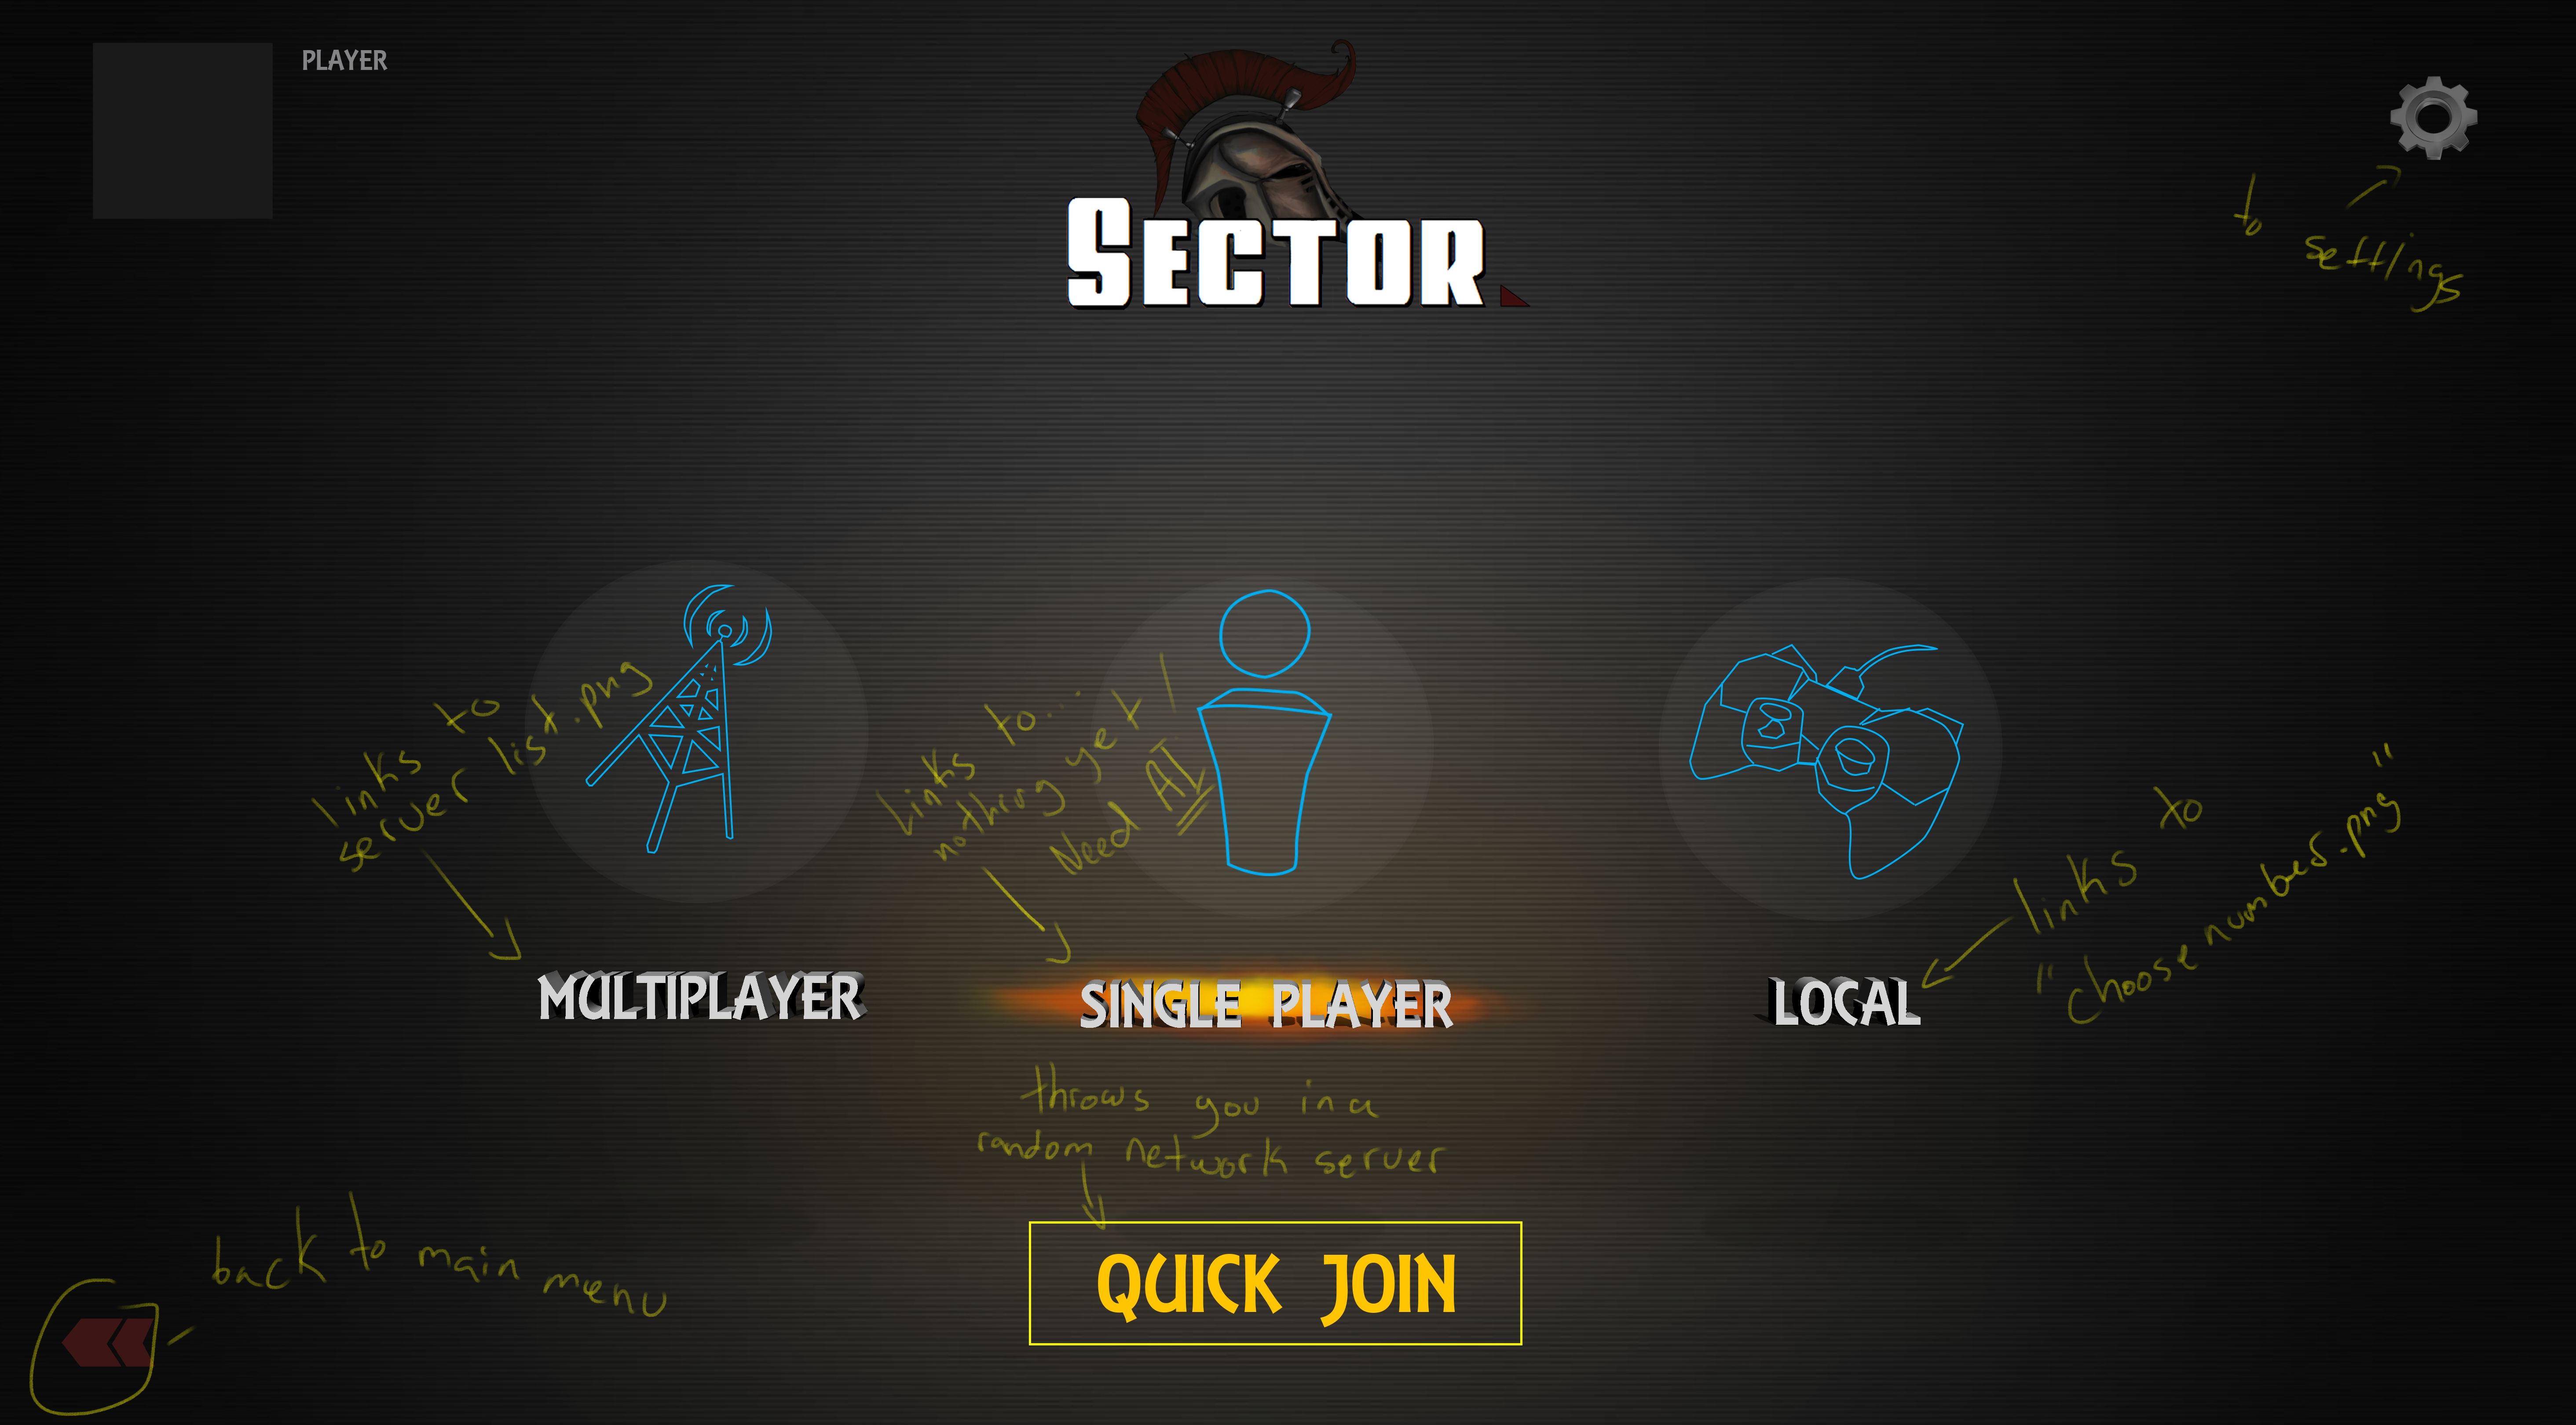 PLAYER
SECTOR
to
settings
links to
server list.png
links to..
nothing yet!
Need AI
links to
"choose number.png"
MULTIPLAYER
SINGLE PLAYER
LOCAL
throws you in a
random network server
QUICK JOIN
back to main menu